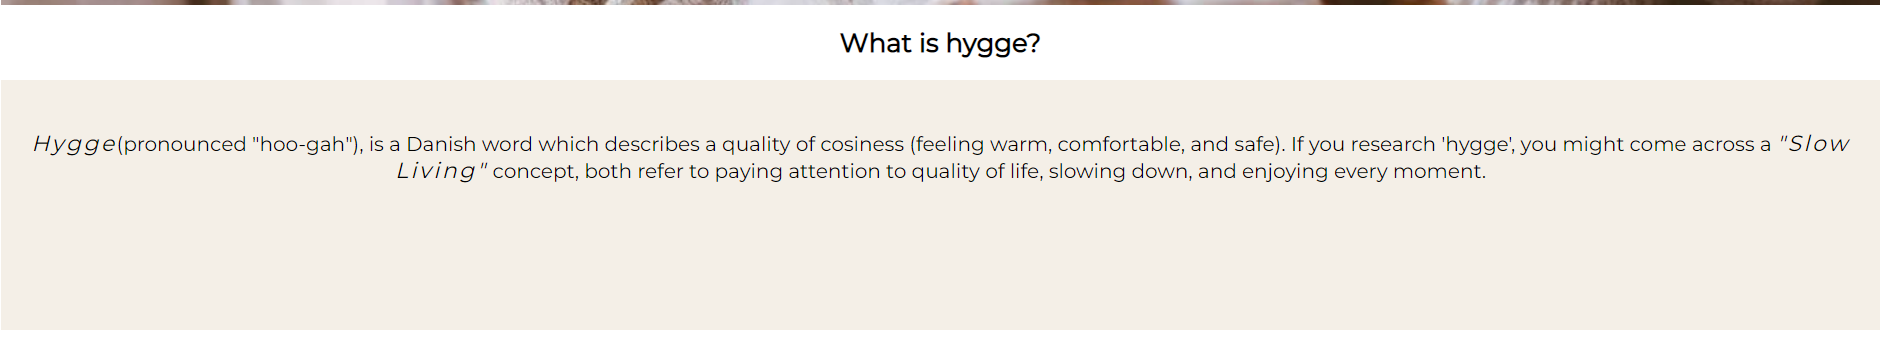 What is hygge?
Hygge(pronounced "hoo-gah"), is a Danish word which describes a quality of cosiness (feeling warm, comfortable, and safe). If you research 'hygge', you might come across a "Slow
Living" concept, both refer to paying attention to quality of life, slowing down, and enjoying every moment.